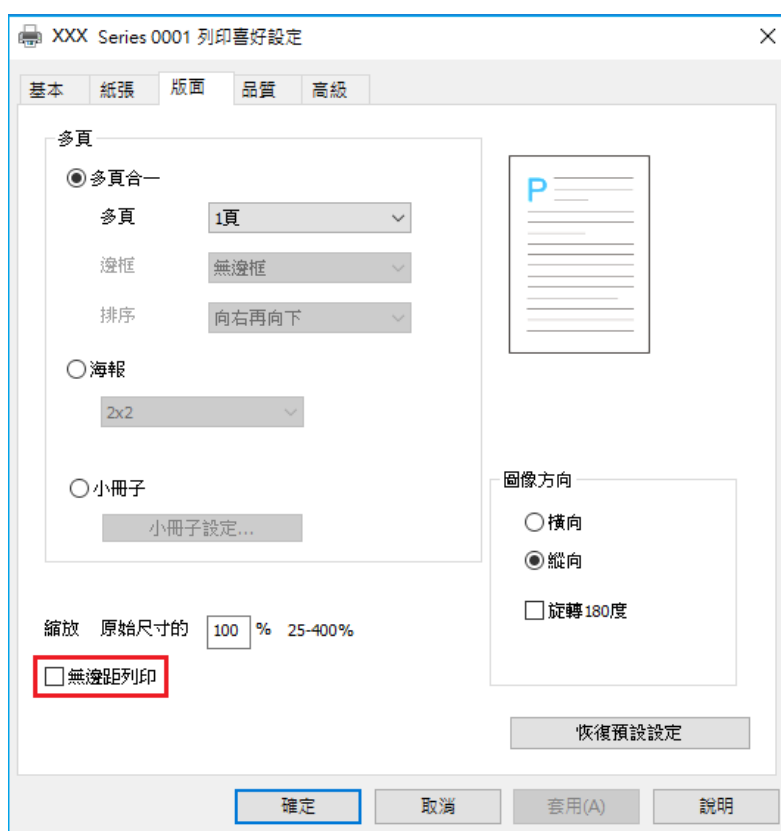 XXX Series 0001 列印喜好設定
基本 紙張 版面 品質 高級
多頁
多頁合一
多頁 1頁
邊框 無邊框
排序 向右再向下
海報
2x2
小冊子
小冊子設定...
P
圖像方向
橫向
縱向
旋轉180度
縮放 原始尺寸的 100 % 25-400%
無邊距列印
恢復預設設定
確定 取消 套用(A) 說明